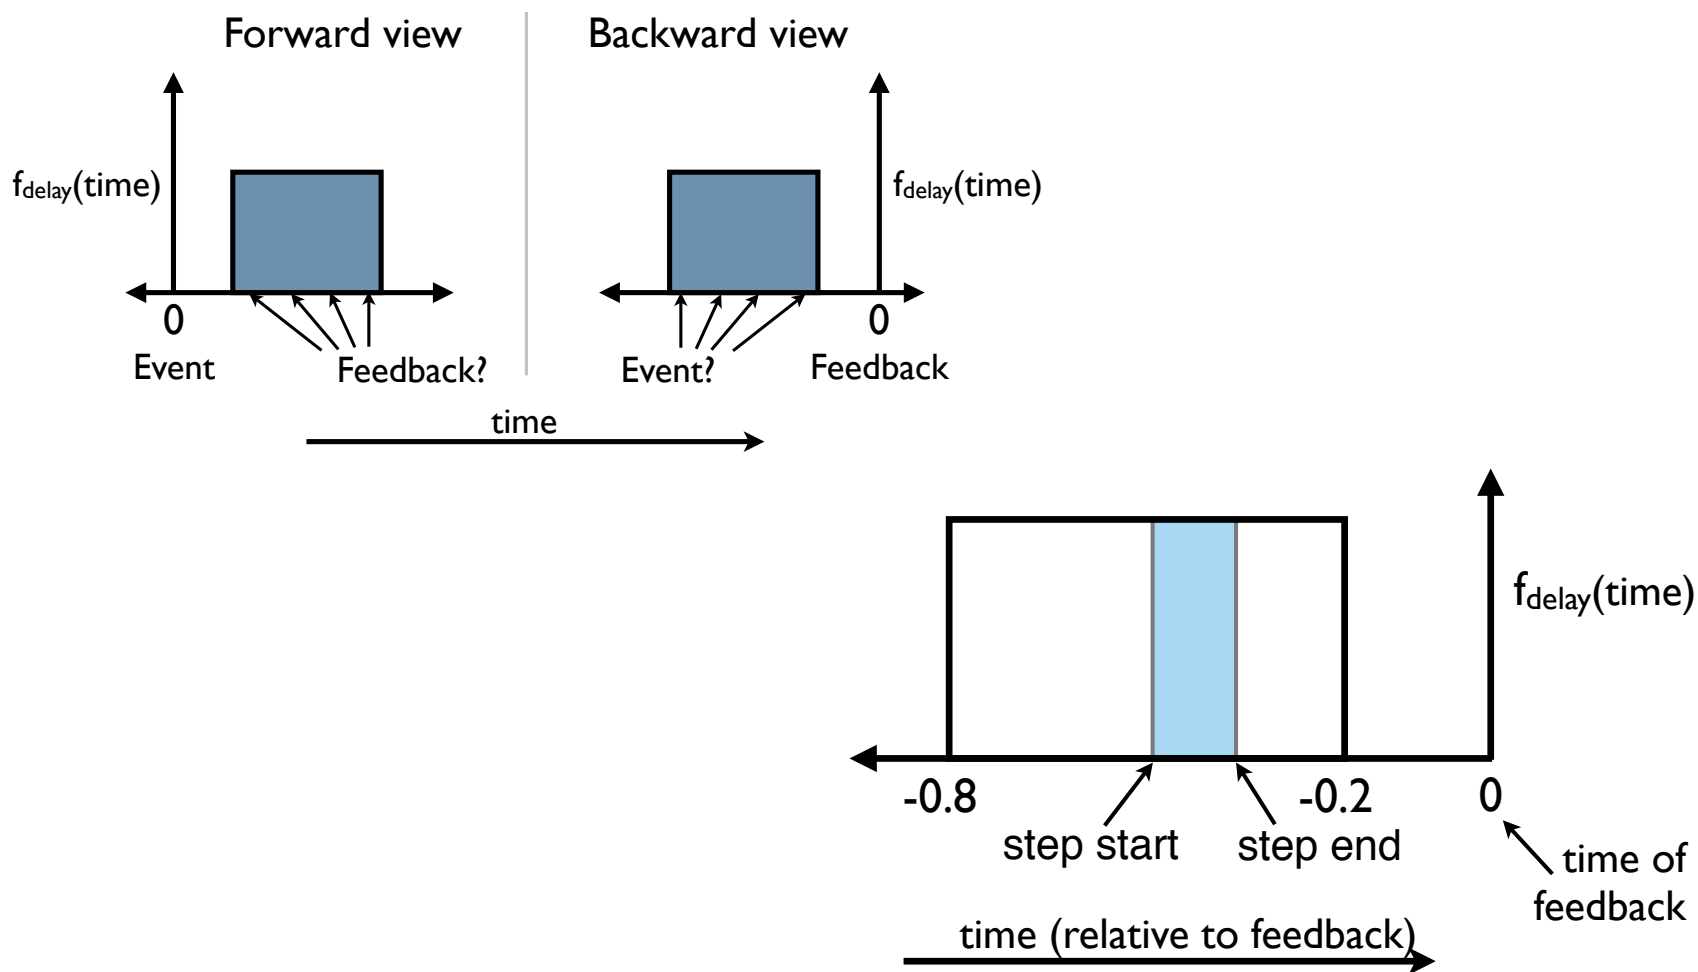 Forward view
Backward view
fdelay(time)
fdelay(time)
0
0
Event
Feedback?
Event?
Feedback
time
fdelay(time)
-0.8
-0.2
0
step start
step end
time of
feedback
time (relative to feedback)